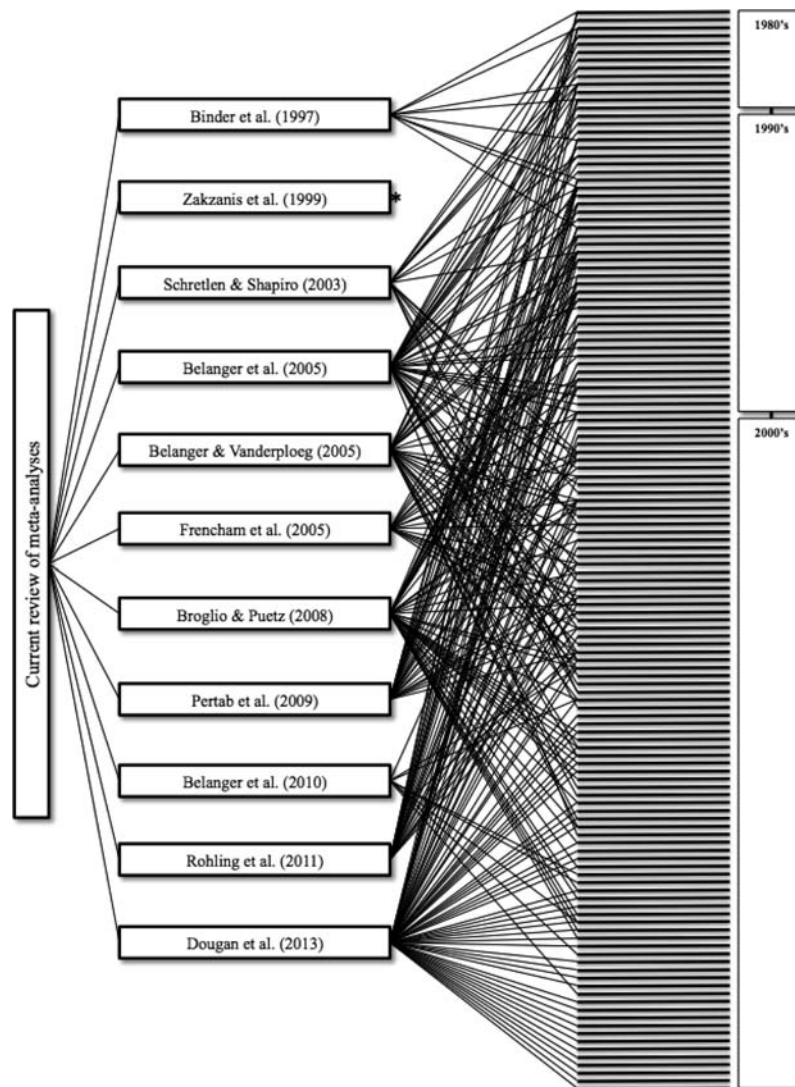 Current review of meta-analyses
Binder et al. (1997)
Zakzanis et al. (1999)
*
Schretlen & Shapiro (2003)
Belanger et al. (2005)
Belanger & Vanderploeg (2005)
Frencham et al. (2005)
Broglio & Puetz (2008)
Pertab et al. (2009)
Belanger et al. (2010)
Rohling et al. (2011)
Dougan et al. (2013)
1980's
1990's
2000's